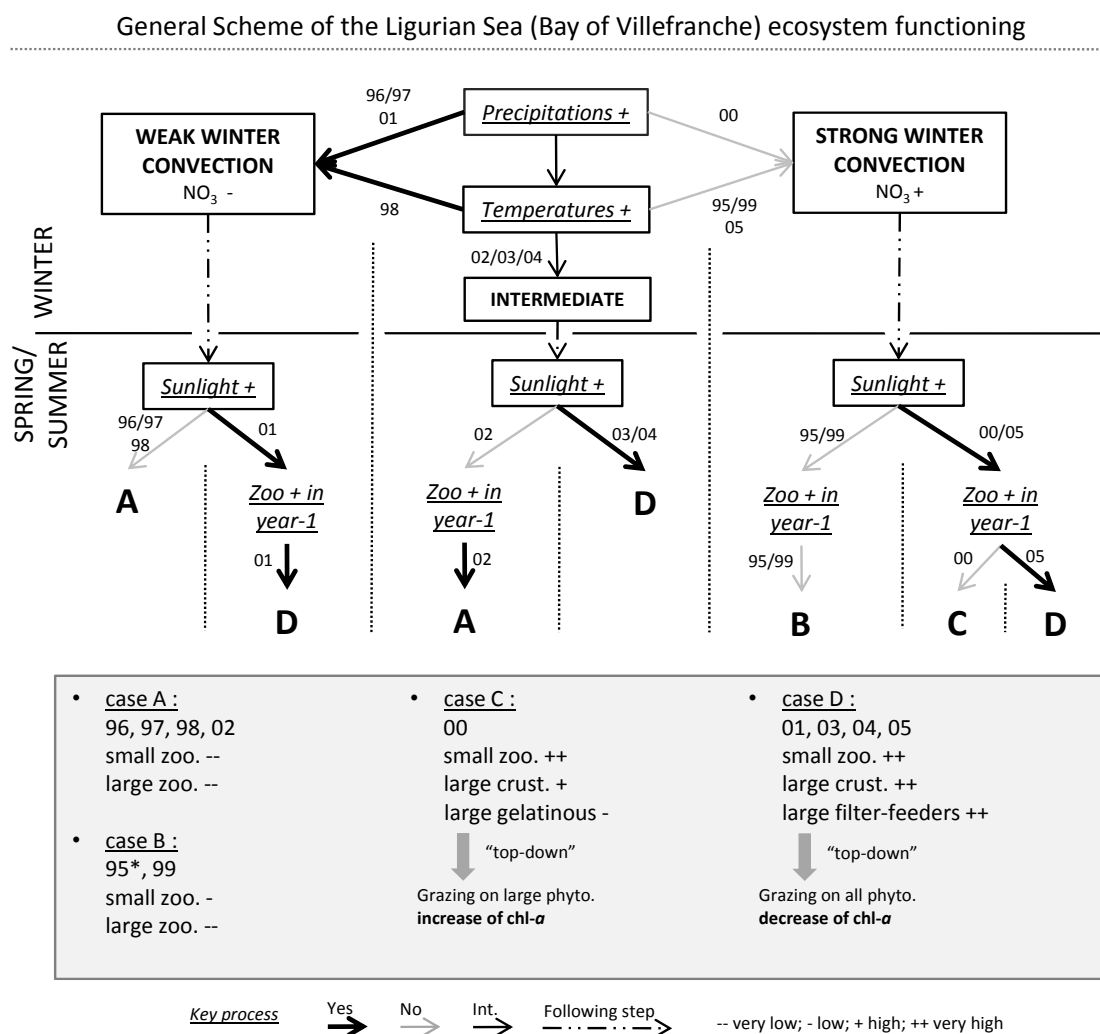 General Scheme of the Ligurian Sea (Bay of Villefranche) ecosystem functioning
96/97
01
Precipitations +
00
WEAK WINTER
CONVECTION
NO3 -
STRONG WINTER
CONVECTION
NO3 +
98
Temperatures +
95/99
05
02/03/04
INTERMEDIATE
WINTER
SPRING/
SUMMER
Sunlight +
Sunlight +
Sunlight +
96/97
98
01
02
03/04
95/99
00/05
A
Zoo + in
year-1
Zoo + in
year-1
D
Zoo + in
year-1
Zoo + in
year-1
01
02
95/99
00
05
D
A
B
C
D
• case A :
96, 97, 98, 02
small zoo. --
large zoo. --
• case B :
95*, 99
small zoo. -
large zoo. --
• case C :
00
small zoo. ++
large crust. +
large gelatinous -
“top-down”
Grazing on large phyto.
increase of chl-a
• case D :
01, 03, 04, 05
small zoo. ++
large crust. ++
large filter-feeders ++
“top-down”
Grazing on all phyto.
decrease of chl-a
Key process
Yes
No
Int.
Following step
-- very low; - low; + high; ++ very high